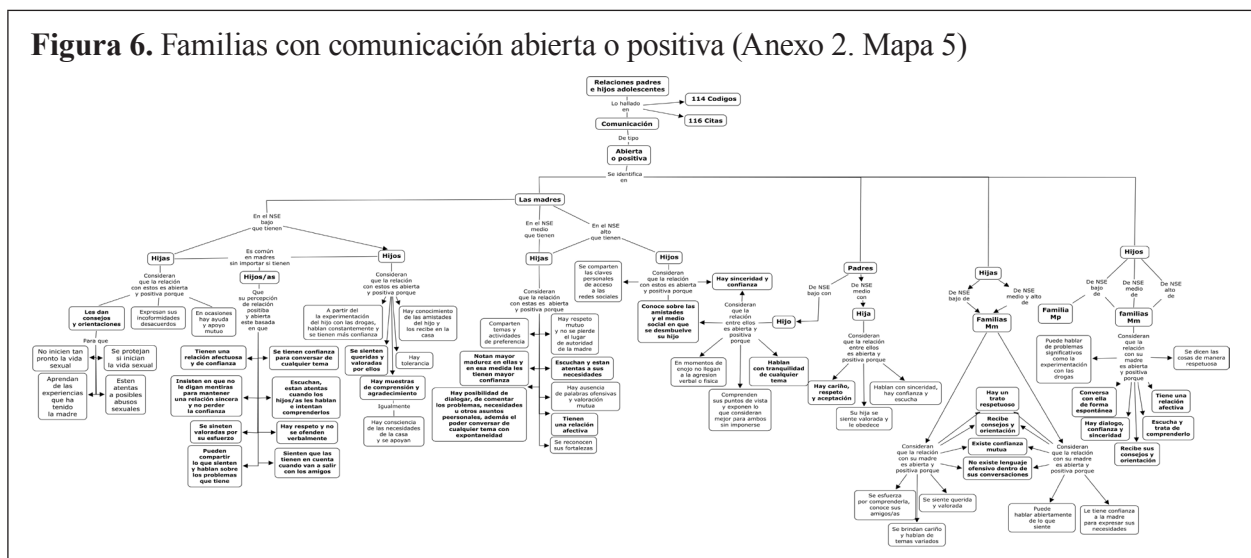 Figura 6. Familias con comunicación abierta o positiva (Anexo 2. Mapa 5)
Relaciones padres
e hijos adolescentes
Lo hallado
en
114 Codigos
116 Citas
Comunicación
De tipo
Abierta
o positiva
Se identifica
en
Las madres
En el NSE
bajo
que tienen
Hijas
Consideran
que la relación
con estos es abierta
y positiva porque
Les dan
consejos
y orientaciones
Expresan sus
incoformidades
desacuerdos
En ocasiones
hay ayuda y
apoyo mutuo
Para que
No inicien tan
pronto la vida
sexual
Se protejan
si inician
la vida sexual
Aprendan de las
experiencias
que ha tenido
la madre
Esten
atentas
a posibles
abusos
sexuales
Es común
en madres
sin importar si tienen
Hijos/as
Que
su percepción
de relación
positiba y
abierta
este basada
en que
Tienen una
relación afectuosa
y de confianza
Se tienen confianza
para conversar de
cualquier tema
Insisten en que no
le digan mentiras
para mantener
una relación sincera
y no perder
la confianza
Escuchan,
estan atentas
cuando los
hijos/as les hablan
e intentan
comprenderlos
Se sineten
valoradas por
su esfuerzo
Hay respeto y no
se ofenden
verbalmente
Pueden
compartir
lo que sienten
y hablan sobre
los problemas
que tiene
Sienten que las
tienen en cuenta
cuando van a salir
con los amigos
Hijos
Consideran
que la relación
con estos es abierta
y positiva porque
A partir del
la experimentación
del hijo con las drogas,
hablan constantemente y
se tienen más confianza
Hay conocimiento
de las amistades
del hijo y
les recibe en la
casa
Se sienten
queridas y
valoradas
por ellos
Hay
tolerancia
Hay muestras
de comprensión y
agradecimiento
Igualmente
Hay consciencia
de las necesidades
de la casa
y se apoyan
En el NSE
medio
que tienen
Hijas
Consideran
que la relación
con estas es abierta
y positiva porque
Comparten
temas y
actividades
de preferencia
Hay respeto
mutuo
y no se pierde
el lugar
de autoridad
de la madre
Notan mayor
madurez en ellas y
en esa medida les
tienen mayor
confianza
Escuchan y estan
atentas a sus
necesidades
Hay posibilidad de
dialogar, de comentar
los problemas, necesidades
u otros asuntos
personales, además el
poder conversar de
cualquier tema con
expontaneidad
Hay ausencia
de palabras ofensivas
y valoración
mutua
Tienen
una relación
afectiva
Se reconocen sus
fortalezas
En el NSE
alto
que tienen
Hijos
Consideran
que la relación
con estos es abierta
y positiva porque
Se comparten
las claves
personales
de acceso
a las
redes sociales
Hay sinceridad y
confianza
Conoce sobre las
amistades
y el medio
social en que
se desmbuelve
su hijo
Padres
De NSE
bajo con
Hijo
Consideran
que la
relación
entre ellos
es abierta y
positiva
porque
En momentos de
enojo no llegan
a la agresion
verbal o fisica
Hablan
con tranquilidad
de cualquier
tema
Comprenden
sus puntos de vista
y exponen lo que
consideran
mejor para ambos
sin imponerse
De NSE
medio
con
Hija
Consideran
que la
relación
entre ellos
es abierta y
positiva
porque
Hay cariño,
respeto
y aceptación
Hablan
con sinceridad,
hay confianza y
escucha
Su hija se
siente valorada y
le obedece
Hijas
De NSE
bajo de
De NSE
medio y alto
de
Familias
Mm
Hay un
trato
respetuoso
Recibe
consejos y
orientación
Existe confianza
mutua
No existe lenguaje
ofensivo dentro de
sus conversaciones
Consideran
que la relación
con su madre
es abierta y
positiva porque
Se esfuerza
por comprenderla,
conoce sus
amigos/as
Se siente querida
y valorada
Se brindan cariño
y hablan de
temas variados
Consideran
que la relación
con su madre es
abierta y
positiva porque
Puede
hablar abiertamente
de lo que
siente
Le tiene confianza
a la madre
para expresar sus
necesidades
Hijos
De NSE
bajo
de
De NSE
medio
de
De NSE
alto
de
Familia
Mp
familias
Mm
Puede hablar
de problemas
significativos
como la
experimentación
con las
drogas
Consideran
que la
relación
con su
madre es
abierta y
positiva
porque
Se dicen las
cosas de manera
respetuosa
Conversa
con ella
de forma
espontánea
Tiene una
relación
afectiva
Hay dialogo,
confianza y
sinceridad
Escucha y
trata de
comprenderlo
Recibe sus
consejos y
orientación